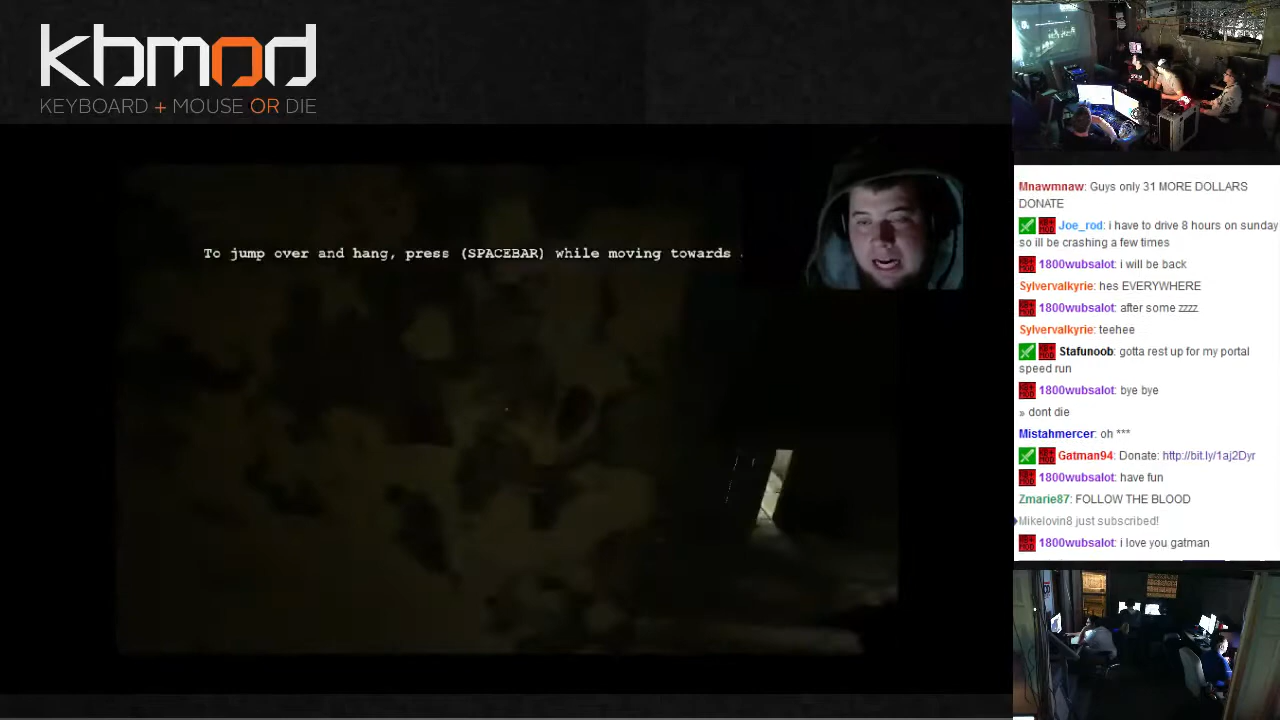 kbmod
KEYBOARD + MOUSE OR DIE
To jump over and hang, press (SPACEBAR) while moving towards
Mnawmnaw: Guys only 31 MORE DOLLARS
DONATE
Joe_rod: i have to drive 8 hours on sunday
so ill be crashing a few times
1800wubsalot: i will be back
Sylvervalkyrie: hes EVERYWHERE
1800wubsalot: after some zzzz
Sylvervalkyrie: teehee
Stafunoob: gotta rest up for my portal
speed run
1800wubsalot: bye bye
» dont die
Mistahmercer: oh ***
Gatman94: Donate: http://bit.ly/1aj2Dyr
1800wubsalot: have fun
Zmarie87: FOLLOW THE BLOOD
Mikelovin8 just subscribed!
1800wubsalot: i love you gatman